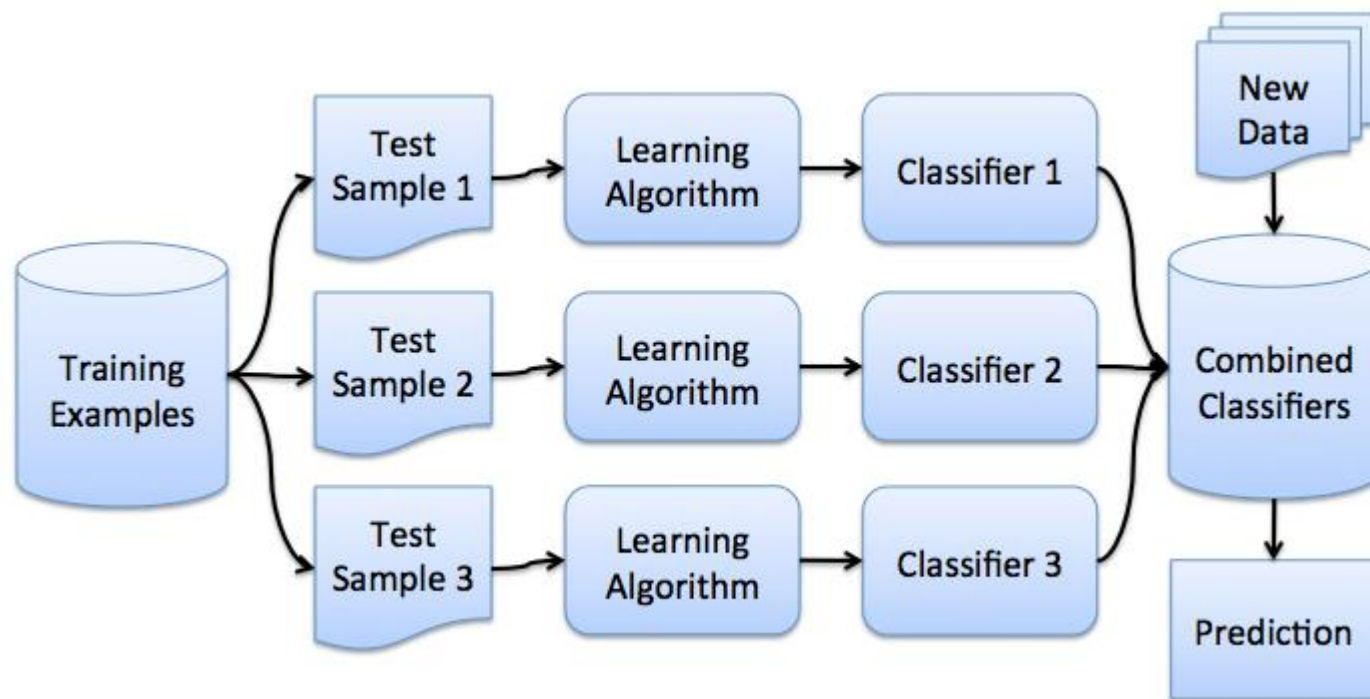 Training
Examples
Test
Sample 1
Learning
Algorithm
Classifier 1
Test
Sample 2
Learning
Algorithm
Classifier 2
Test
Sample 3
Learning
Algorithm
Classifier 3
New
Data
Combined
Classifiers
Prediction